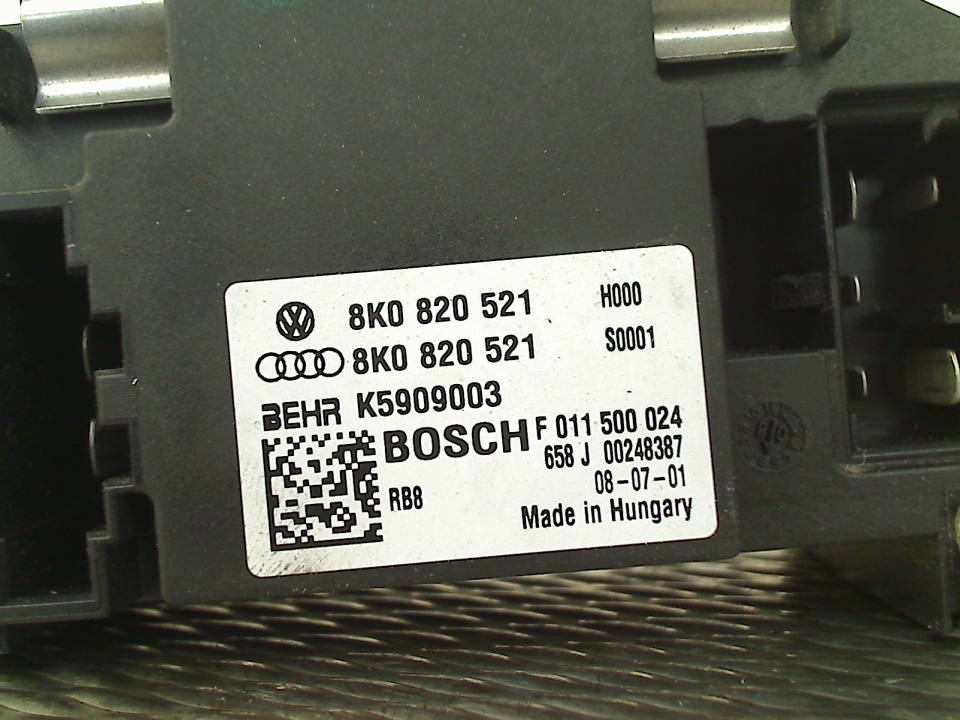 8K0 820 521 H000
8K0 820 521 S0001
BEHR K5909003
BOSCH F 011 500 024
658 J 00248387
RB8 08-07-01
Made in Hungary